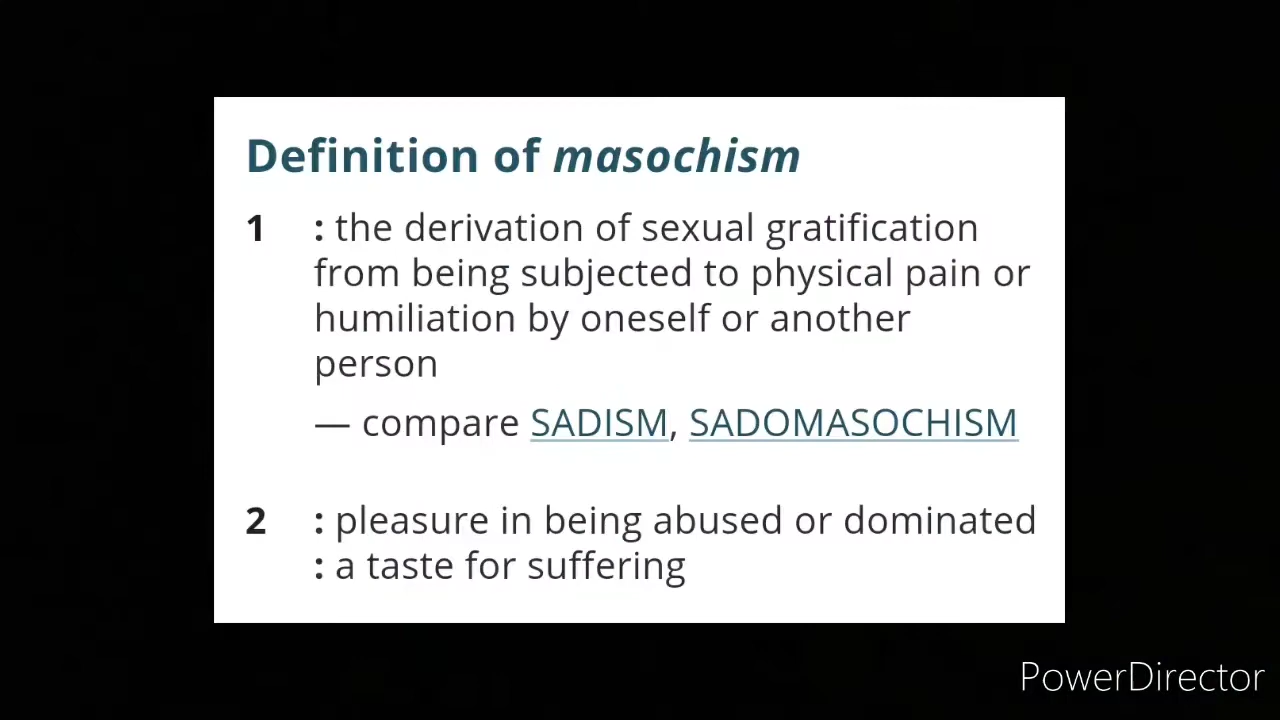 Definition of masochism
1 : the derivation of sexual gratification
from being subjected to physical pain or
humiliation by oneself or another
person
— compare SADISM, SADOMASOCHISM
2 : pleasure in being abused or dominated
: a taste for suffering
PowerDirector